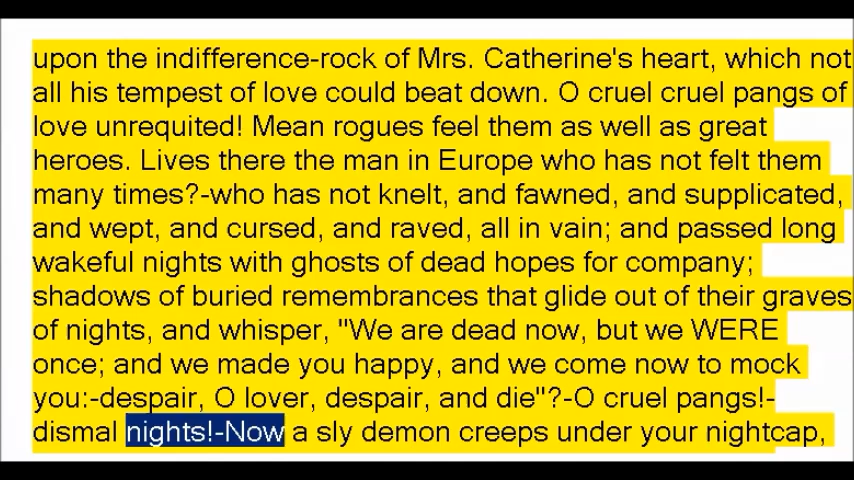 upon the indifference-rock of Mrs. Catherine's heart, which not
all his tempest of love could beat down. O cruel cruel pangs of
love unrequited! Mean rogues feel them as well as great
heroes. Lives there the man in Europe who has not felt them
many times?-who has not knelt, and fawned, and supplicated,
and wept, and cursed, and raved, all in vain; and passed long
wakeful nights with ghosts of dead hopes for company;
shadows of buried remembrances that glide out of their graves
of nights, and whisper, "We are dead now, but we WERE
once; and we made you happy, and we come now to mock
you:-despair, O lover, despair, and die"?-O cruel pangs!-
dismal nights!-Now a sly demon creeps under your nightcap,